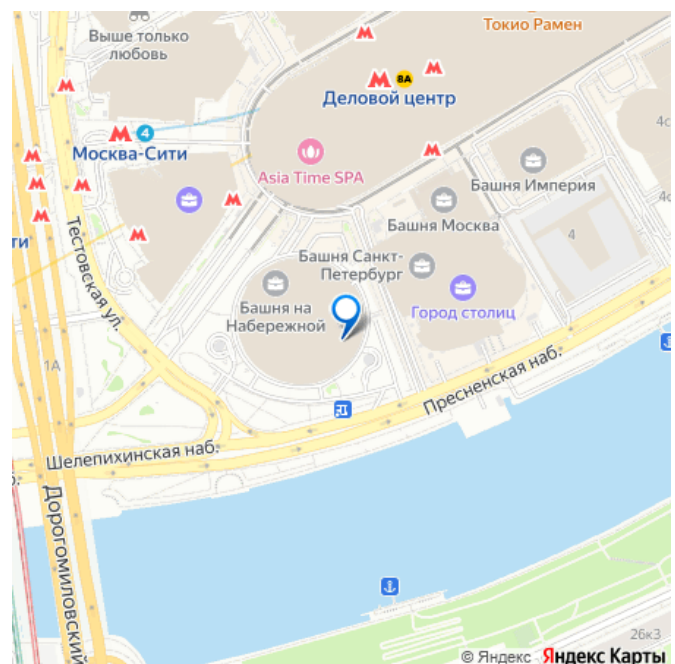 Выше только
любовь
Токио Рамен
8А
Деловой центр
4
Москва-Сити
Asia Time SPA
Башня Империя
4с
Башня Москва
4с
4
ти
Тестовская ул.
Башня Санкт-
Петербург
Башня на
Набережной
Город столиц
1А
Пресненская наб.
Шелепихинская наб.
б.
Дорогомиловский
26к3
© Яндекс Яндекс Карты